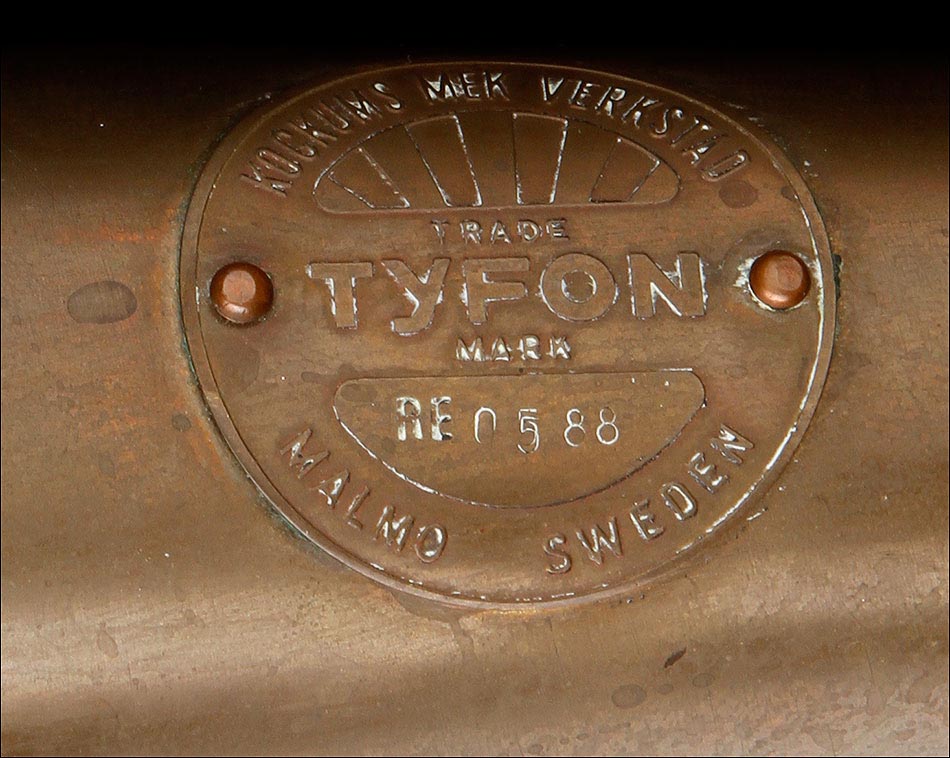 KOCKUMS MEK VERKSTAD
TRADE
TYFON
MARK
RE 0588
MALMO SWEDEN